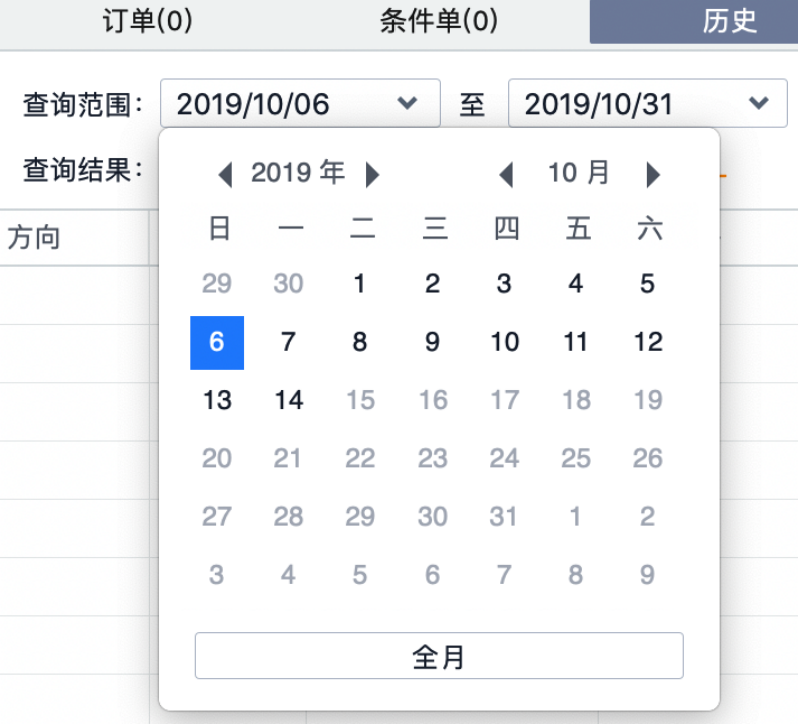 订单(0) 条件单(0) 历史
查询范围: 2019/10/06 至 2019/10/31
查询结果:
2019 年 10 月
方向
日 一 二 三 四 五 六
29 30 1 2 3 4 5
6 7 8 9 10 11 12
13 14 15 16 17 18 19
20 21 22 23 24 25 26
27 28 29 30 31 1 2
3 4 5 6 7 8 9
全月